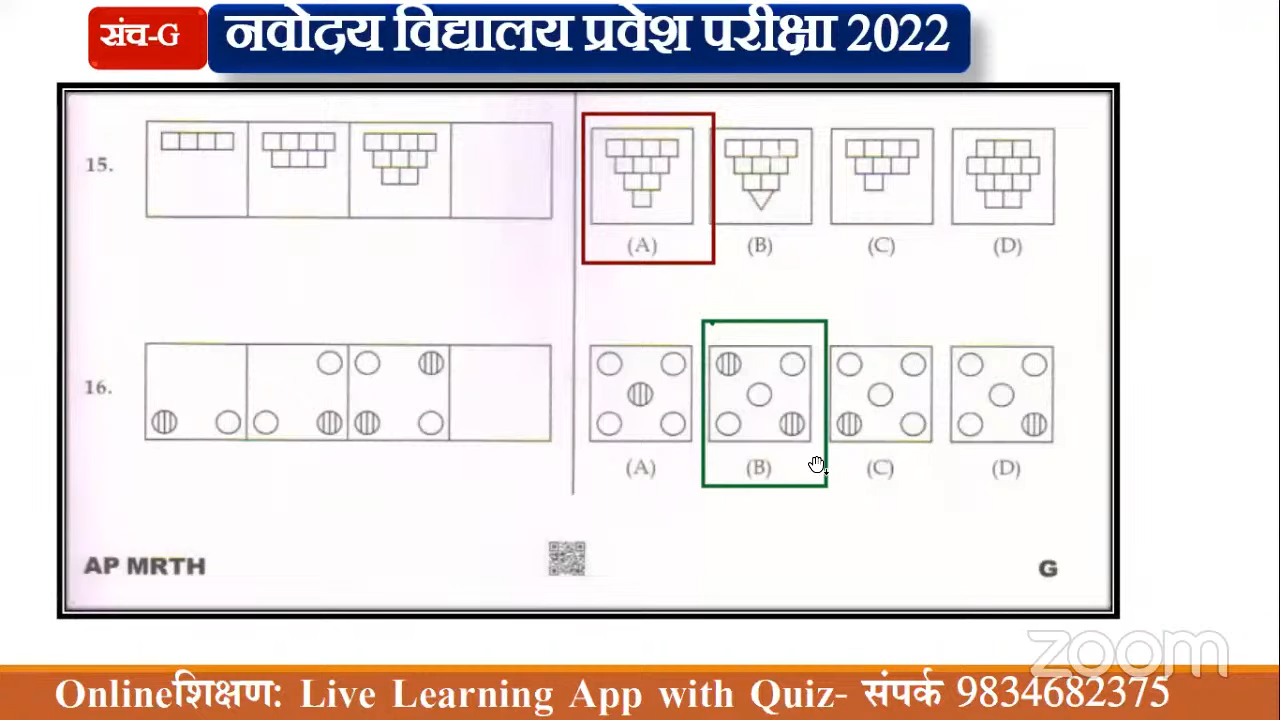 संच-G
नवोदय विद्यालय प्रवेश परीक्षा 2022
15.
(A) (B) (C) (D)
16.
(A) (B) (C) (D)
AP MRTH
G
zoom
Onlineशिक्षण: Live Learning App with Quiz- संपर्क 9834682375